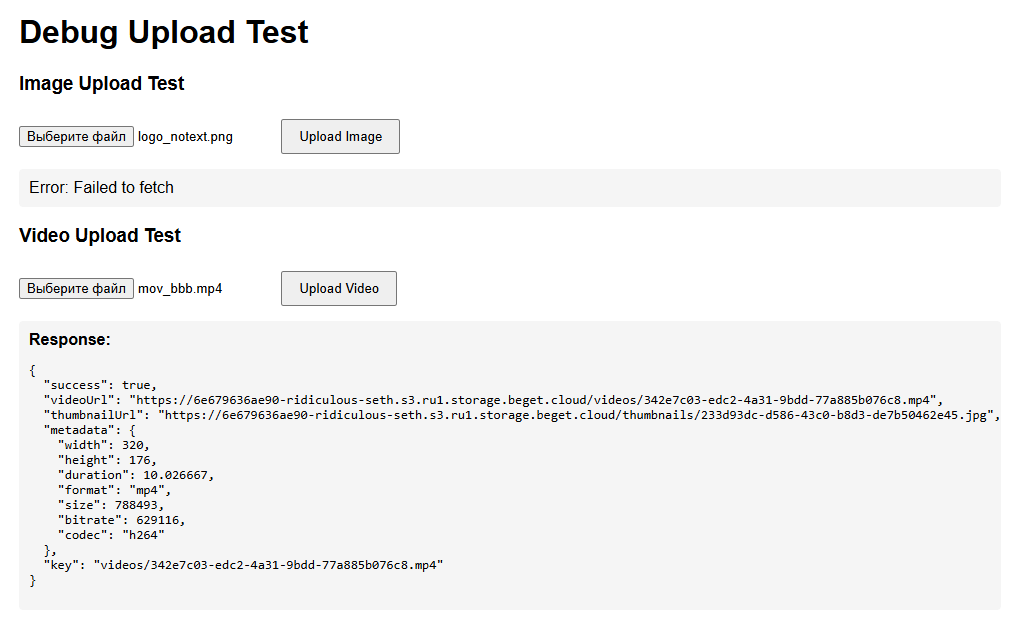 Debug Upload Test
Image Upload Test
Выберите файл logo_notext.png Upload Image
Error: Failed to fetch
Video Upload Test
Выберите файл mov_bbb.mp4 Upload Video
Response:
{
  "success": true,
  "videoUrl": "https://6e679636ae90-ridiculous-seth.s3.ru1.storage.beget.cloud/videos/342e7c03-edc2-4a31-9bdd-77a885b076c8.mp4",
  "thumbnailUrl": "https://6e679636ae90-ridiculous-seth.s3.ru1.storage.beget.cloud/thumbnails/233d93dc-d586-43c0-b8d3-de7b50462e45.jpg",
  "metadata": {
    "width": 320,
    "height": 176,
    "duration": 10.026667,
    "format": "mp4",
    "size": 788493,
    "bitrate": 629116,
    "codec": "h264"
  },
  "key": "videos/342e7c03-edc2-4a31-9bdd-77a885b076c8.mp4"
}